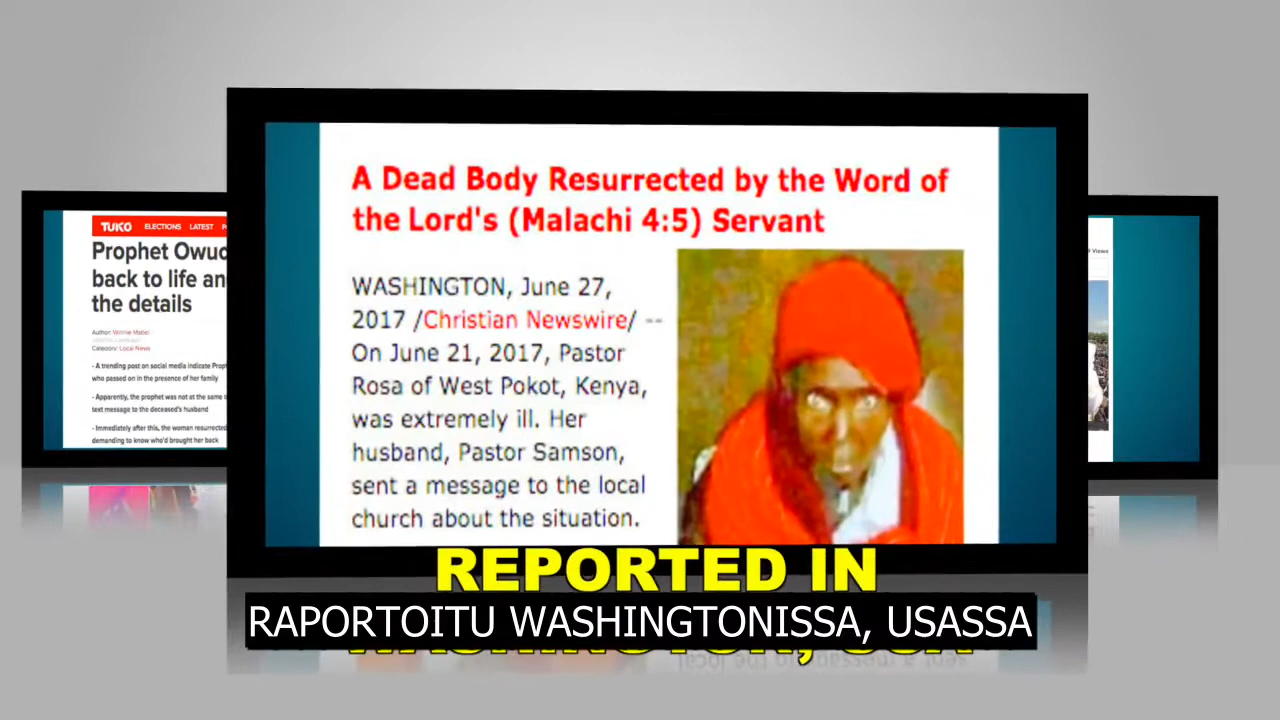 A Dead Body Resurrected by the Word of
the Lord's (Malachi 4:5) Servant
WASHINGTON, June 27,
2017 /Christian Newswire/ --
On June 21, 2017, Pastor
Rosa of West Pokot, Kenya,
was extremely ill. Her
husband, Pastor Samson,
sent a message to the local
church about the situation.
TUKO ELECTIONS LATEST
Prophet Owuo
back to life an
the details
Author:
Category: Local News
- A trending post on social media indicate Prop
who passed on in the presence of her family
- Apparently, the prophet was not at the same
text message to the deceased's husband
- Immediately after this, the woman resurrected
demanding to know who'd brought her back
Views
REPORTED IN
WASHINGTON, USA
RAPORTOITU WASHINGTONISSA, USASSA